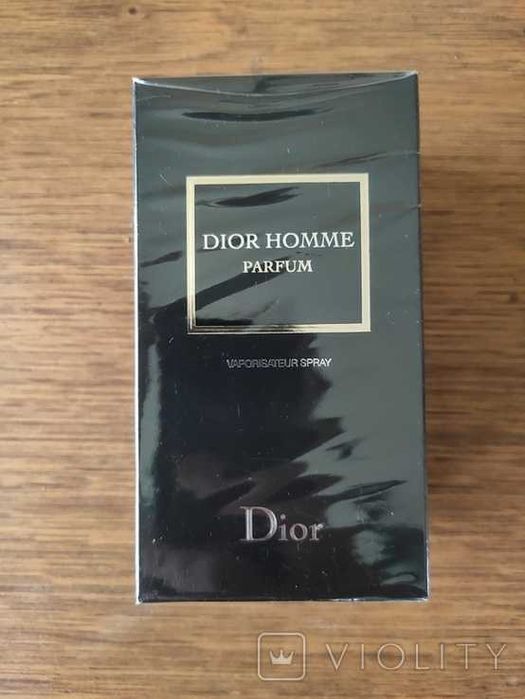 DIOR HOMME
PARFUM
VAPORISATEUR SPRAY
Dior
VIOLITY